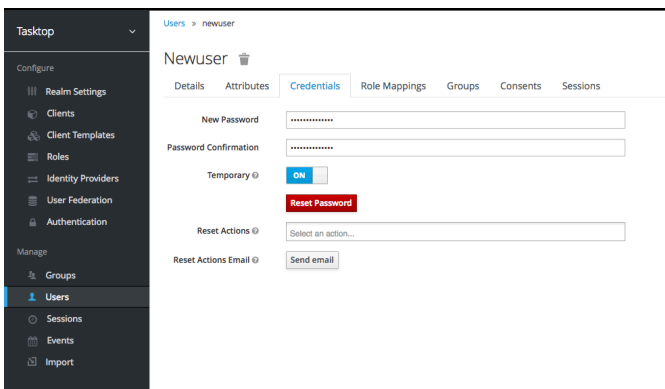 Tasktop
Configure
Realm Settings
Clients
Client Templates
Roles
Identity Providers
User Federation
Authentication
Manage
Groups
Users
Sessions
Events
Import
Users » newuser
Newuser
Details Attributes Credentials Role Mappings Groups Consents Sessions
New Password ••••••••••••••
Password Confirmation ••••••••••••••
Temporary ON
Reset Password
Reset Actions Select an action...
Reset Actions Email Send email